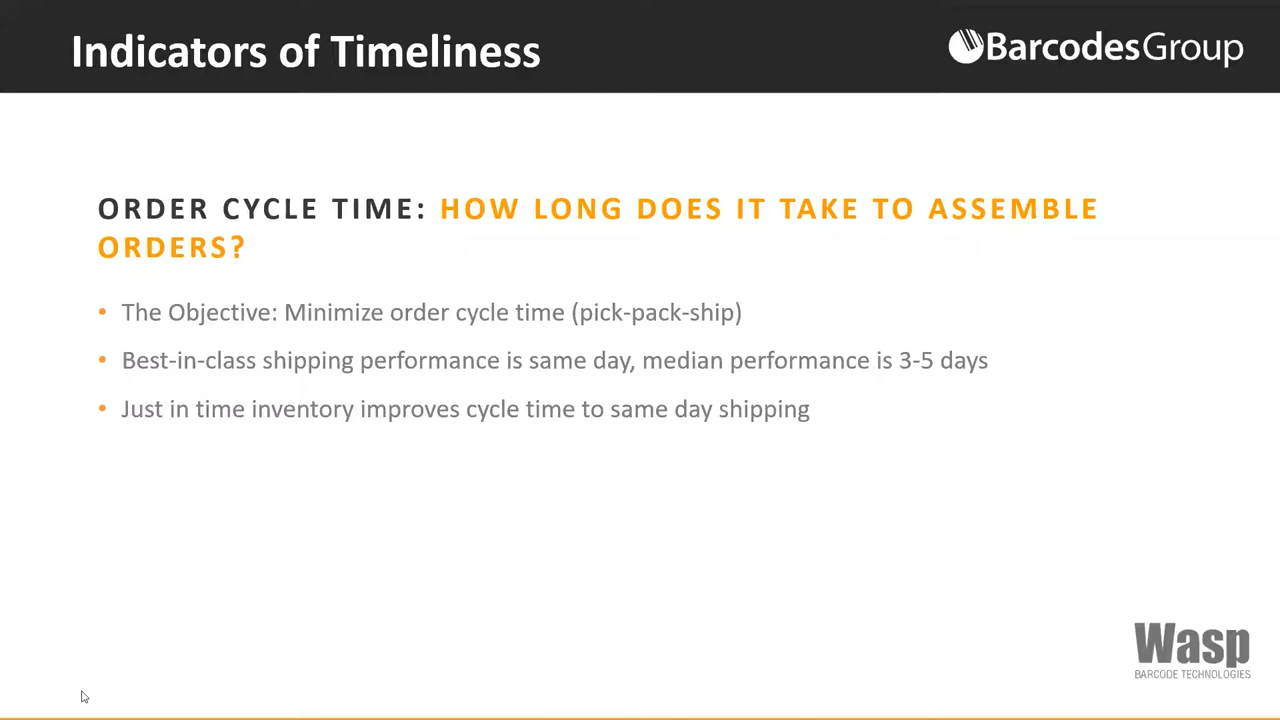 Indicators of Timeliness
BarcodesGroup
ORDER CYCLE TIME: HOW LONG DOES IT TAKE TO ASSEMBLE
ORDERS?
• The Objective: Minimize order cycle time (pick-pack-ship)
• Best-in-class shipping performance is same day, median performance is 3-5 days
• Just in time inventory improves cycle time to same day shipping
Wasp
BARCODE TECHNOLOGIES